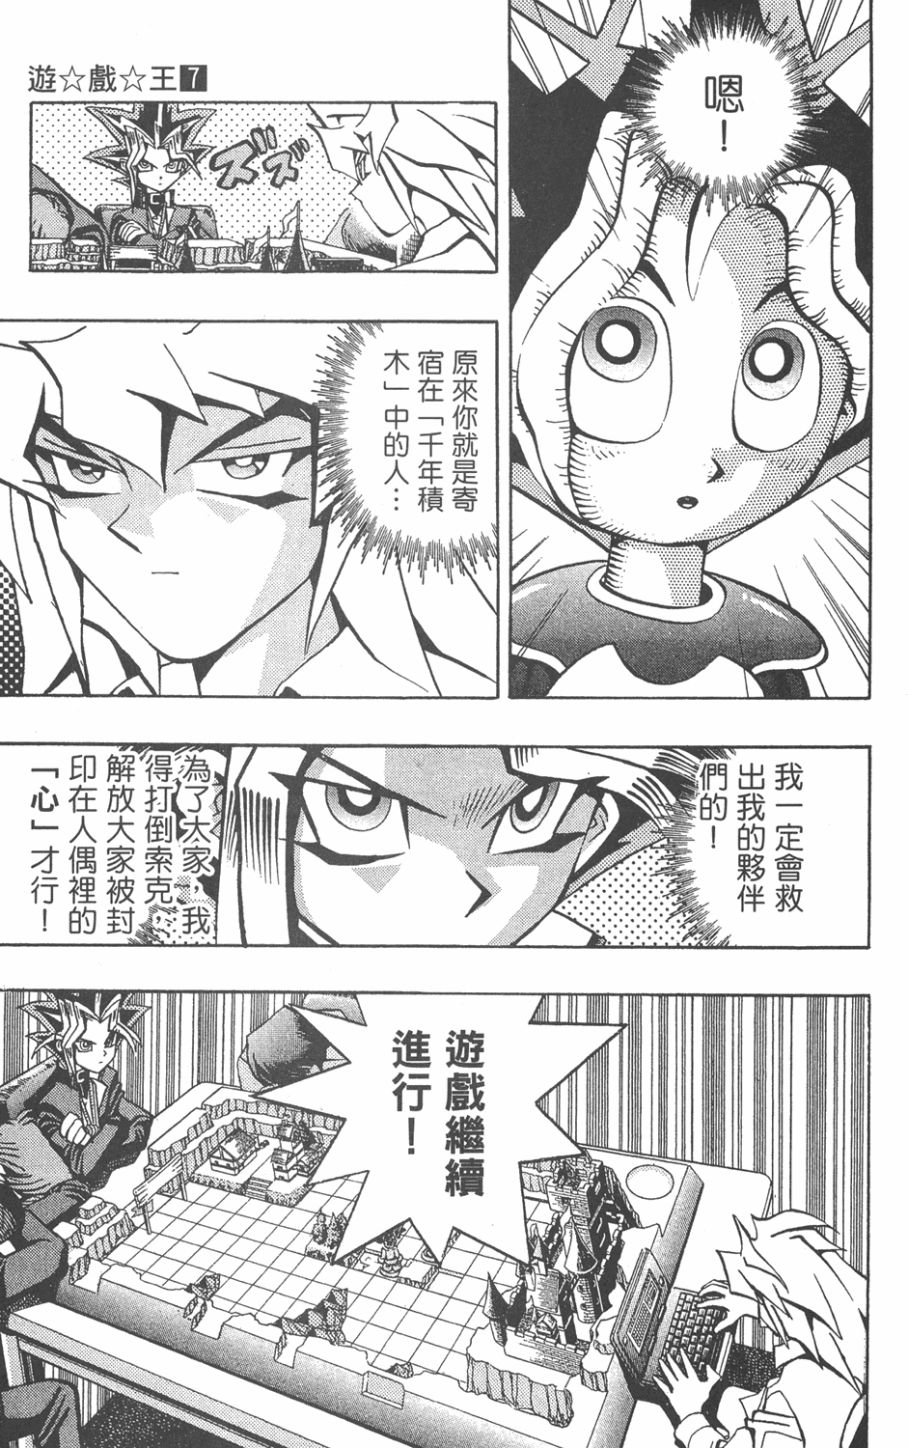 遊☆戲☆王7
嗯！
ズズ
原來你就是寄
宿在「千年積
木」中的人…
我一定會救
出我的夥伴
們的！
為了大家，我
得打倒索克，
解放大家被封
印在人偶裡的
「心」才行！
遊戲繼續
進行！